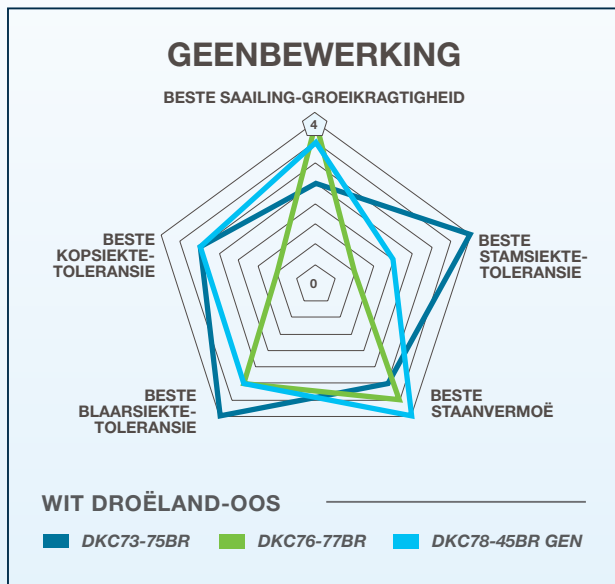 GEENBEWERKING
BESTE SAAILING-GROEIKRAGTIGHEID
4
BESTE
KOPSIEKTE-
TOLERANSIE
BESTE
STAMSIEKTE-
TOLERANSIE
0
BESTE
BLAARSIEKTE-
TOLERANSIE
BESTE
STAANVERMOË
WIT DROËLAND-OOS
DKC73-75BR
DKC76-77BR
DKC78-45BR GEN